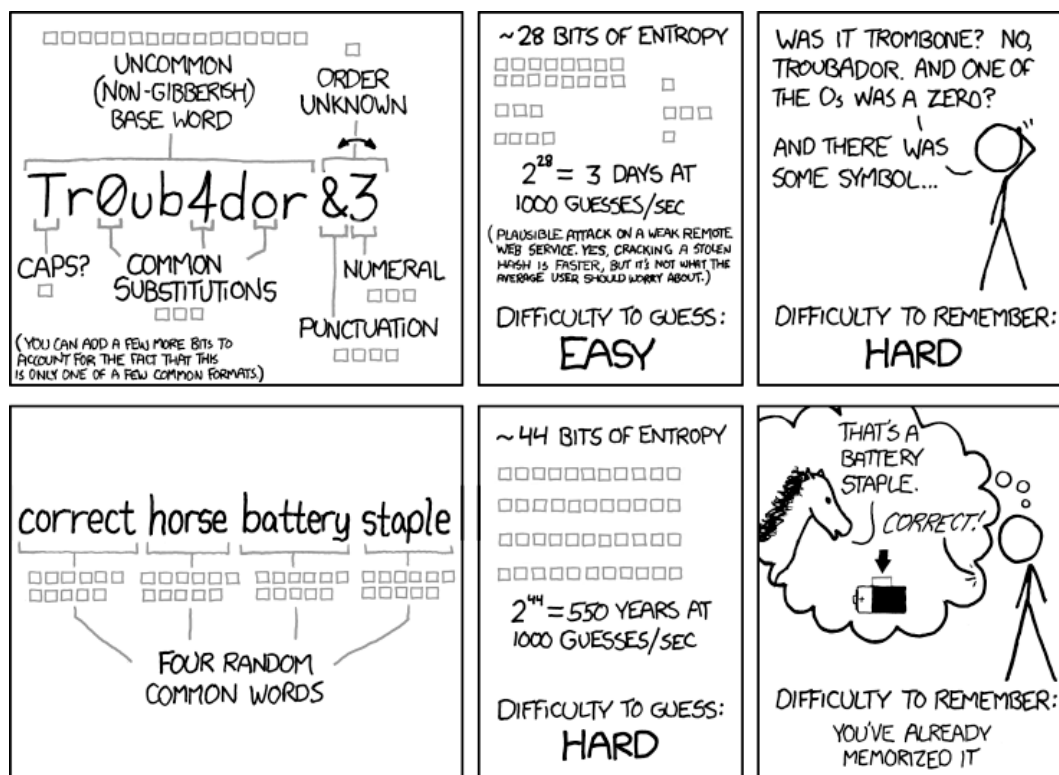 UNCOMMON
(NON-GIBBERISH)
BASE WORD
ORDER
UNKNOWN
Tr0ub4dor &3
CAPS?
COMMON
SUBSTITUTIONS
NUMERAL
PUNCTUATION
(YOU CAN ADD A FEW MORE BITS TO
ACCOUNT FOR THE FACT THAT THIS
IS ONLY ONE OF A FEW COMMON FORMATS.)
~28 BITS OF ENTROPY
2^28 = 3 DAYS AT
1000 GUESSES/SEC
(PLAUSIBLE ATTACK ON A WEAK REMOTE
WEB SERVICE. YES, CRACKING A STOLEN
HASH IS FASTER, BUT IT'S NOT WHAT THE
AVERAGE USER SHOULD WORRY ABOUT.)
DIFFICULTY TO GUESS:
EASY
WAS IT TROMBONE? NO,
TROUBADOR. AND ONE OF
THE Os WAS A ZERO?
AND THERE WAS
SOME SYMBOL...
DIFFICULTY TO REMEMBER:
HARD
correct horse battery staple
FOUR RANDOM
COMMON WORDS
~44 BITS OF ENTROPY
2^44 = 550 YEARS AT
1000 GUESSES/SEC
DIFFICULTY TO GUESS:
HARD
THAT'S A
BATTERY
STAPLE.
CORRECT!
+
DIFFICULTY TO REMEMBER:
YOU'VE ALREADY
MEMORIZED IT